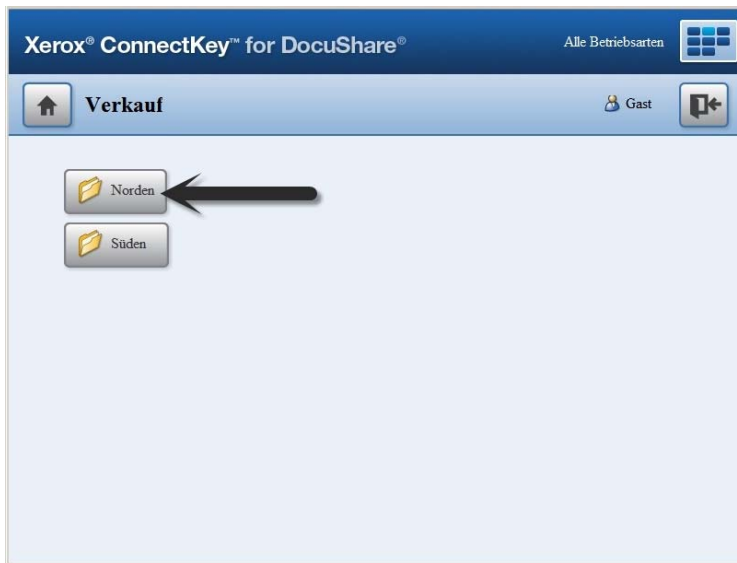 Xerox® ConnectKey™ for DocuShare®
Alle Betriebsarten
Verkauf
Gast
Norden
Süden